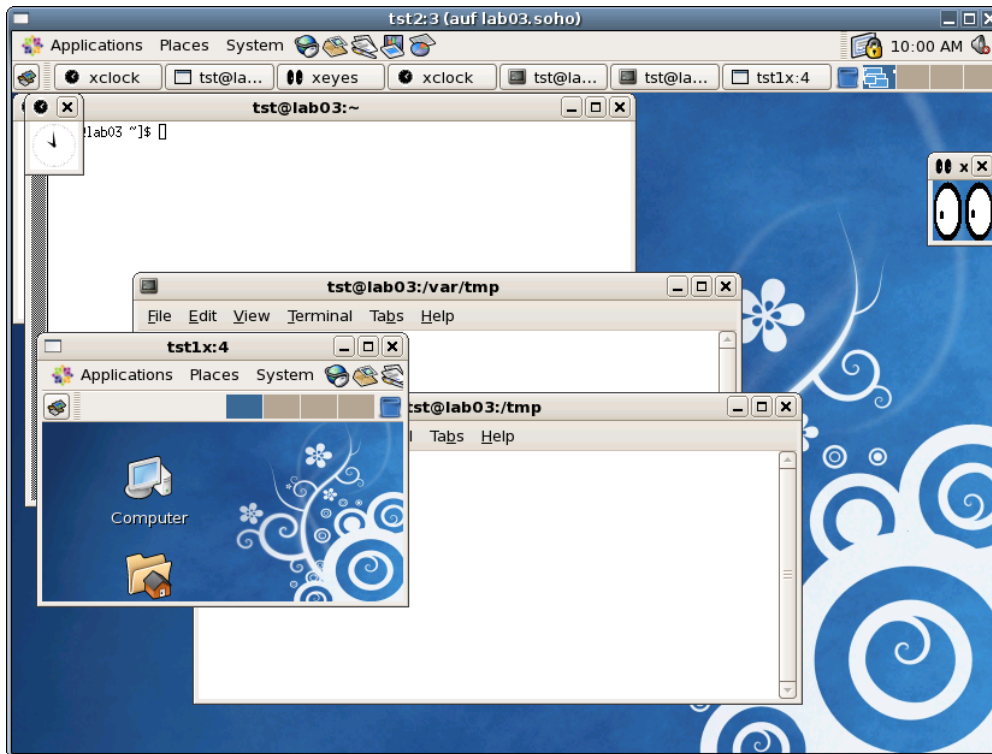 tst2:3 (auf lab03.soho)
Applications Places System 10:00 AM
xclock tst@la... xeyes xclock tst@la... tst@la... tst1x:4
tst@lab03:~
@lab03 ~]$
x
tst@lab03:/var/tmp
File Edit View Terminal Tabs Help
tst1x:4
Applications Places System
tst@lab03:/tmp
Tabs Help
Computer